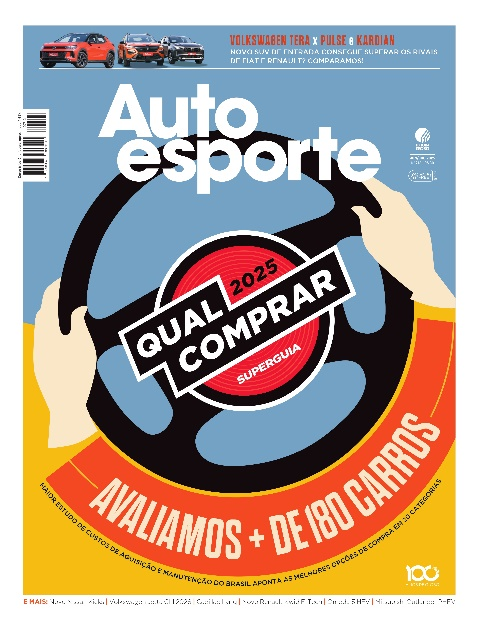 VOLKSWAGEN TERA X PULSE & KARDIAN
NOVO SUV DE ENTRADA CONSEGUE SUPERAR OS RIVAIS
DE FIAT E RENAULT? COMPARAMOS!
Auto
esporte
2025
QUAL
COMPRAR
SUPERGUIA
AVALIAMOS + DE 180 CARROS
MAIOR ESTUDO DE CUSTOS DE AQUISIÇÃO E MANUTENÇÃO DO BRASIL APONTA AS MELHORES OPÇÕES DE COMPRA EM 30 CATEGORIAS
100
E MAIS: